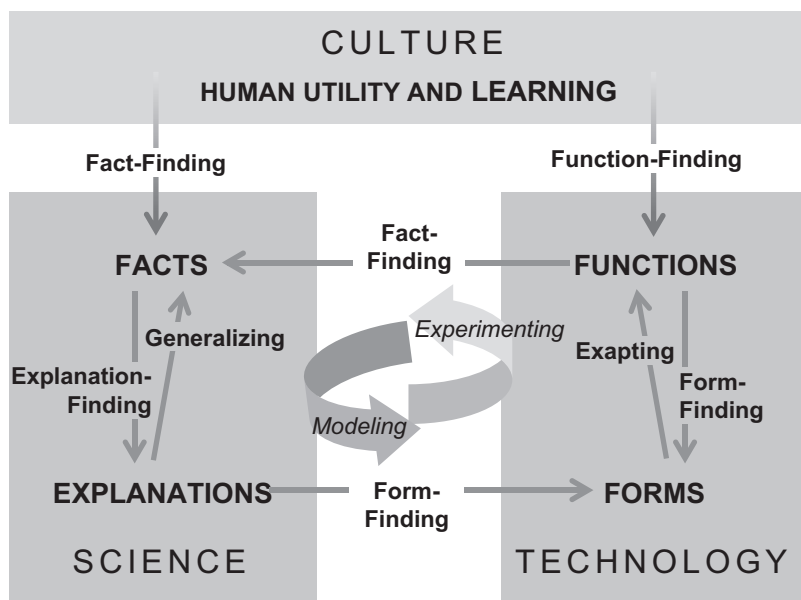 CULTURE
HUMAN UTILITY AND LEARNING
Fact-Finding
Function-Finding
Fact-
Finding
FACTS
FUNCTIONS
Generalizing
Experimenting
Exapting
Explanation-
Finding
Form-
Finding
Modeling
EXPLANATIONS
Form-
Finding
FORMS
SCIENCE
TECHNOLOGY